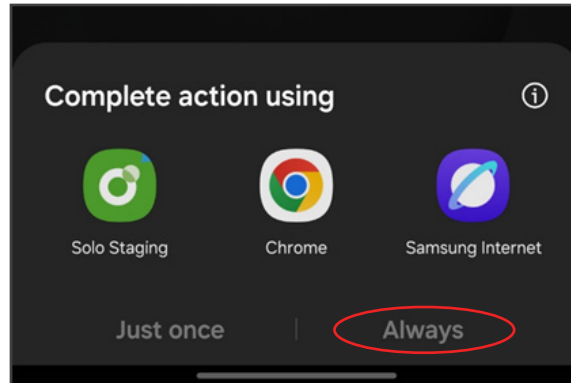 Complete action using
Solo Staging
Chrome
Samsung Internet
Just once
Always